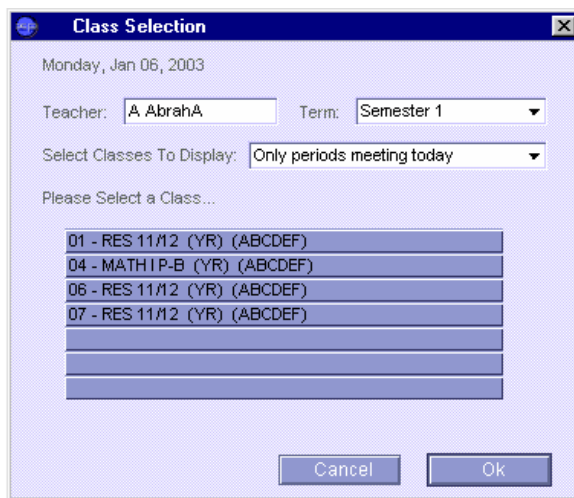 Class Selection
Monday, Jan 06, 2003
Teacher: A AbrahA Term: Semester 1
Select Classes To Display: Only periods meeting today
Please Select a Class...
01 - RES 11/12 (YR) (ABCDEF)
04 - MATH I P-B (YR) (ABCDEF)
06 - RES 11/12 (YR) (ABCDEF)
07 - RES 11/12 (YR) (ABCDEF)
Cancel Ok